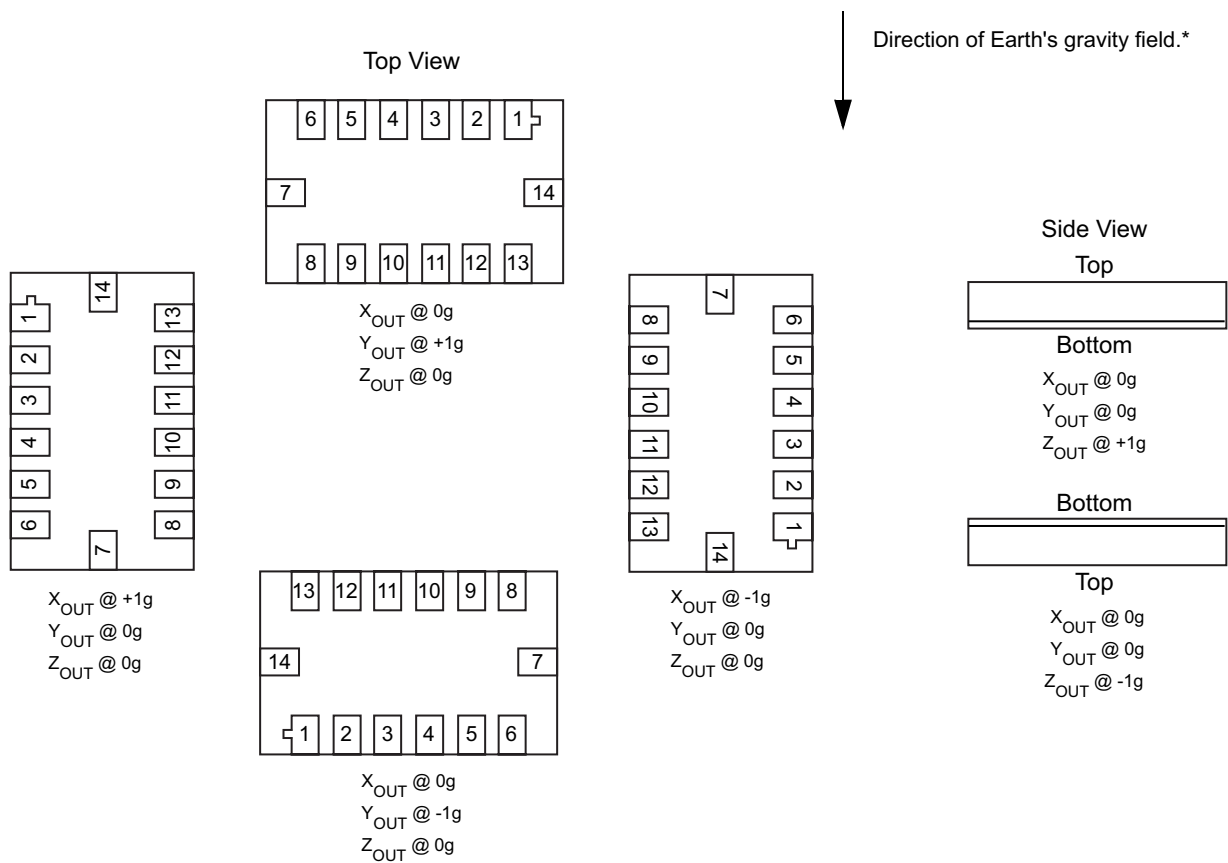 Direction of Earth's gravity field.*
Top View
6 5 4 3 2 1
7 14
8 9 10 11 12 13
XOUT @ 0g
YOUT @ +1g
ZOUT @ 0g
14
1 13
2 12
3 11
4 10
5 9
6 8
7
XOUT @ +1g
YOUT @ 0g
ZOUT @ 0g
13 12 11 10 9 8
14 7
1 2 3 4 5 6
XOUT @ 0g
YOUT @ -1g
ZOUT @ 0g
7
8 6
9 5
10 4
11 3
12 2
13 1
14
XOUT @ -1g
YOUT @ 0g
ZOUT @ 0g
Side View
Top
Bottom
XOUT @ 0g
YOUT @ 0g
ZOUT @ +1g
Bottom
Top
XOUT @ 0g
YOUT @ 0g
ZOUT @ -1g